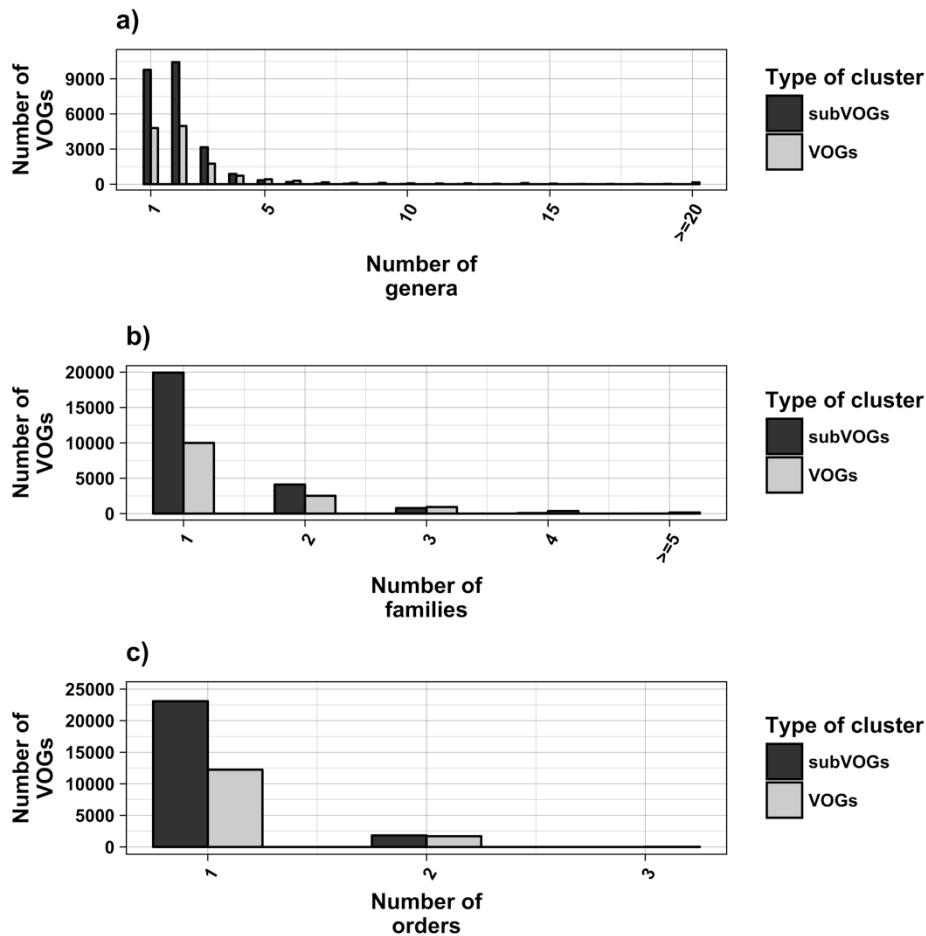 a)
Number of
VOGs
9000
6000
3000
0
1
5
10
15
>=20
Number of
genera
Type of cluster
subVOGs
VOGs
b)
Number of
VOGs
20000
15000
10000
5000
0
1
2
3
4
>=5
Number of
families
Type of cluster
subVOGs
VOGs
c)
Number of
VOGs
25000
20000
15000
10000
5000
0
1
2
3
Number of
orders
Type of cluster
subVOGs
VOGs